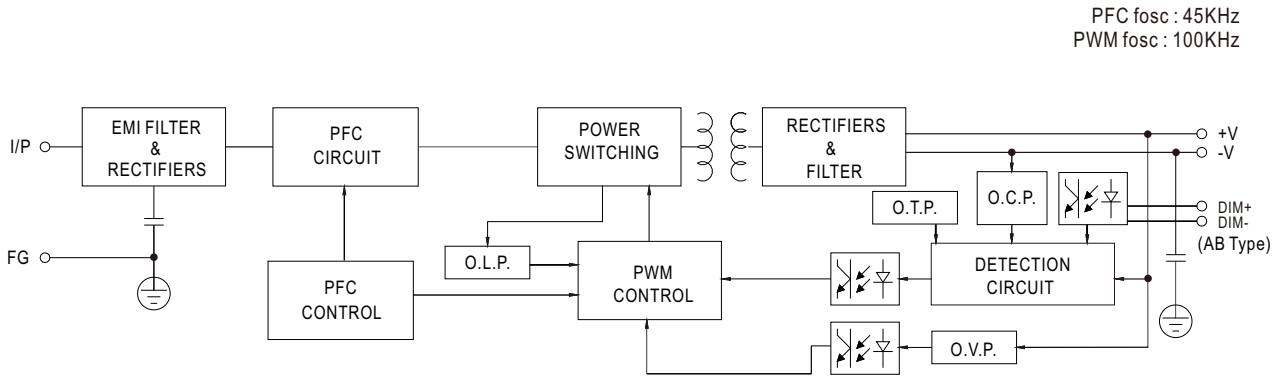 PFC fosc : 45KHz
PWM fosc : 100KHz
I/P
EMI FILTER
&
RECTIFIERS
PFC
CIRCUIT
POWER
SWITCHING
RECTIFIERS
&
FILTER
+V
-V
O.T.P.
O.C.P.
DIM+
DIM-
(AB Type)
FG
O.L.P.
PFC
CONTROL
PWM
CONTROL
DETECTION
CIRCUIT
O.V.P.